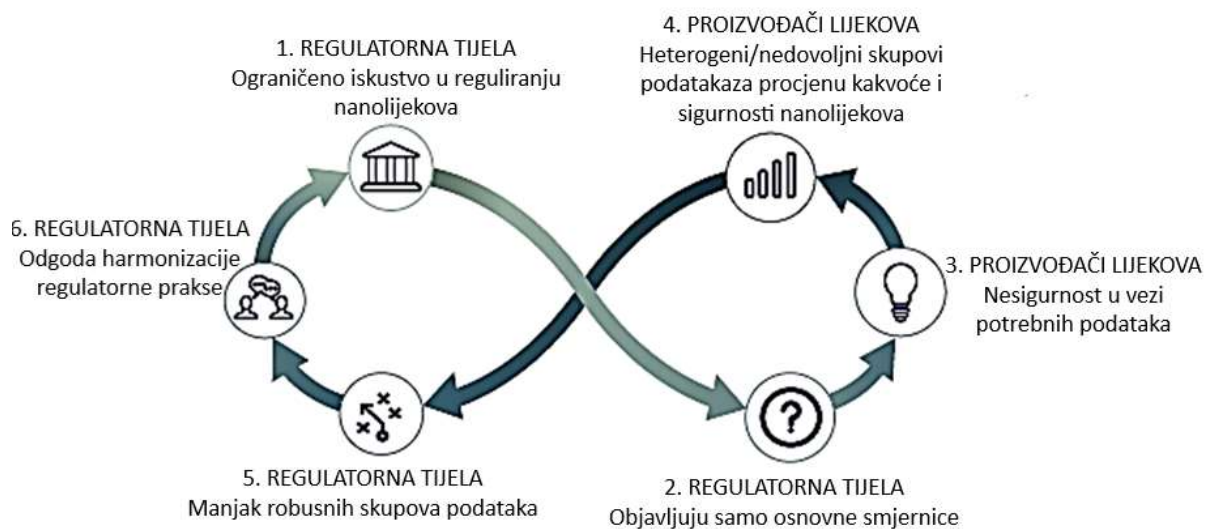 1. REGULATORNA TIJELA
Ograničeno iskustvo u reguliranju
nanolijekova
4. PROIZVOĐAČI LIJEKOVA
Heterogeni/nedovoljni skupovi
podatakaza procjenu kakvoće i
sigurnosti nanolijekova
6. REGULATORNA TIJELA
Odgoda harmonizacije
regulatorne prakse
3. PROIZVOĐAČI LIJEKOVA
Nesigurnost u vezi
potrebnih podataka
?
5. REGULATORNA TIJELA
Manjak robusnih skupova podataka
2. REGULATORNA TIJELA
Objavljuju samo osnovne smjernice